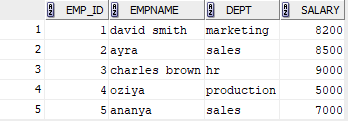 EMP_ID EMPNAME DEPT SALARY
1 1 david smith marketing 8200
2 2 ayra sales 8500
3 3 charles brown hr 9000
4 4 oziya production 5000
5 5 ananya sales 7000